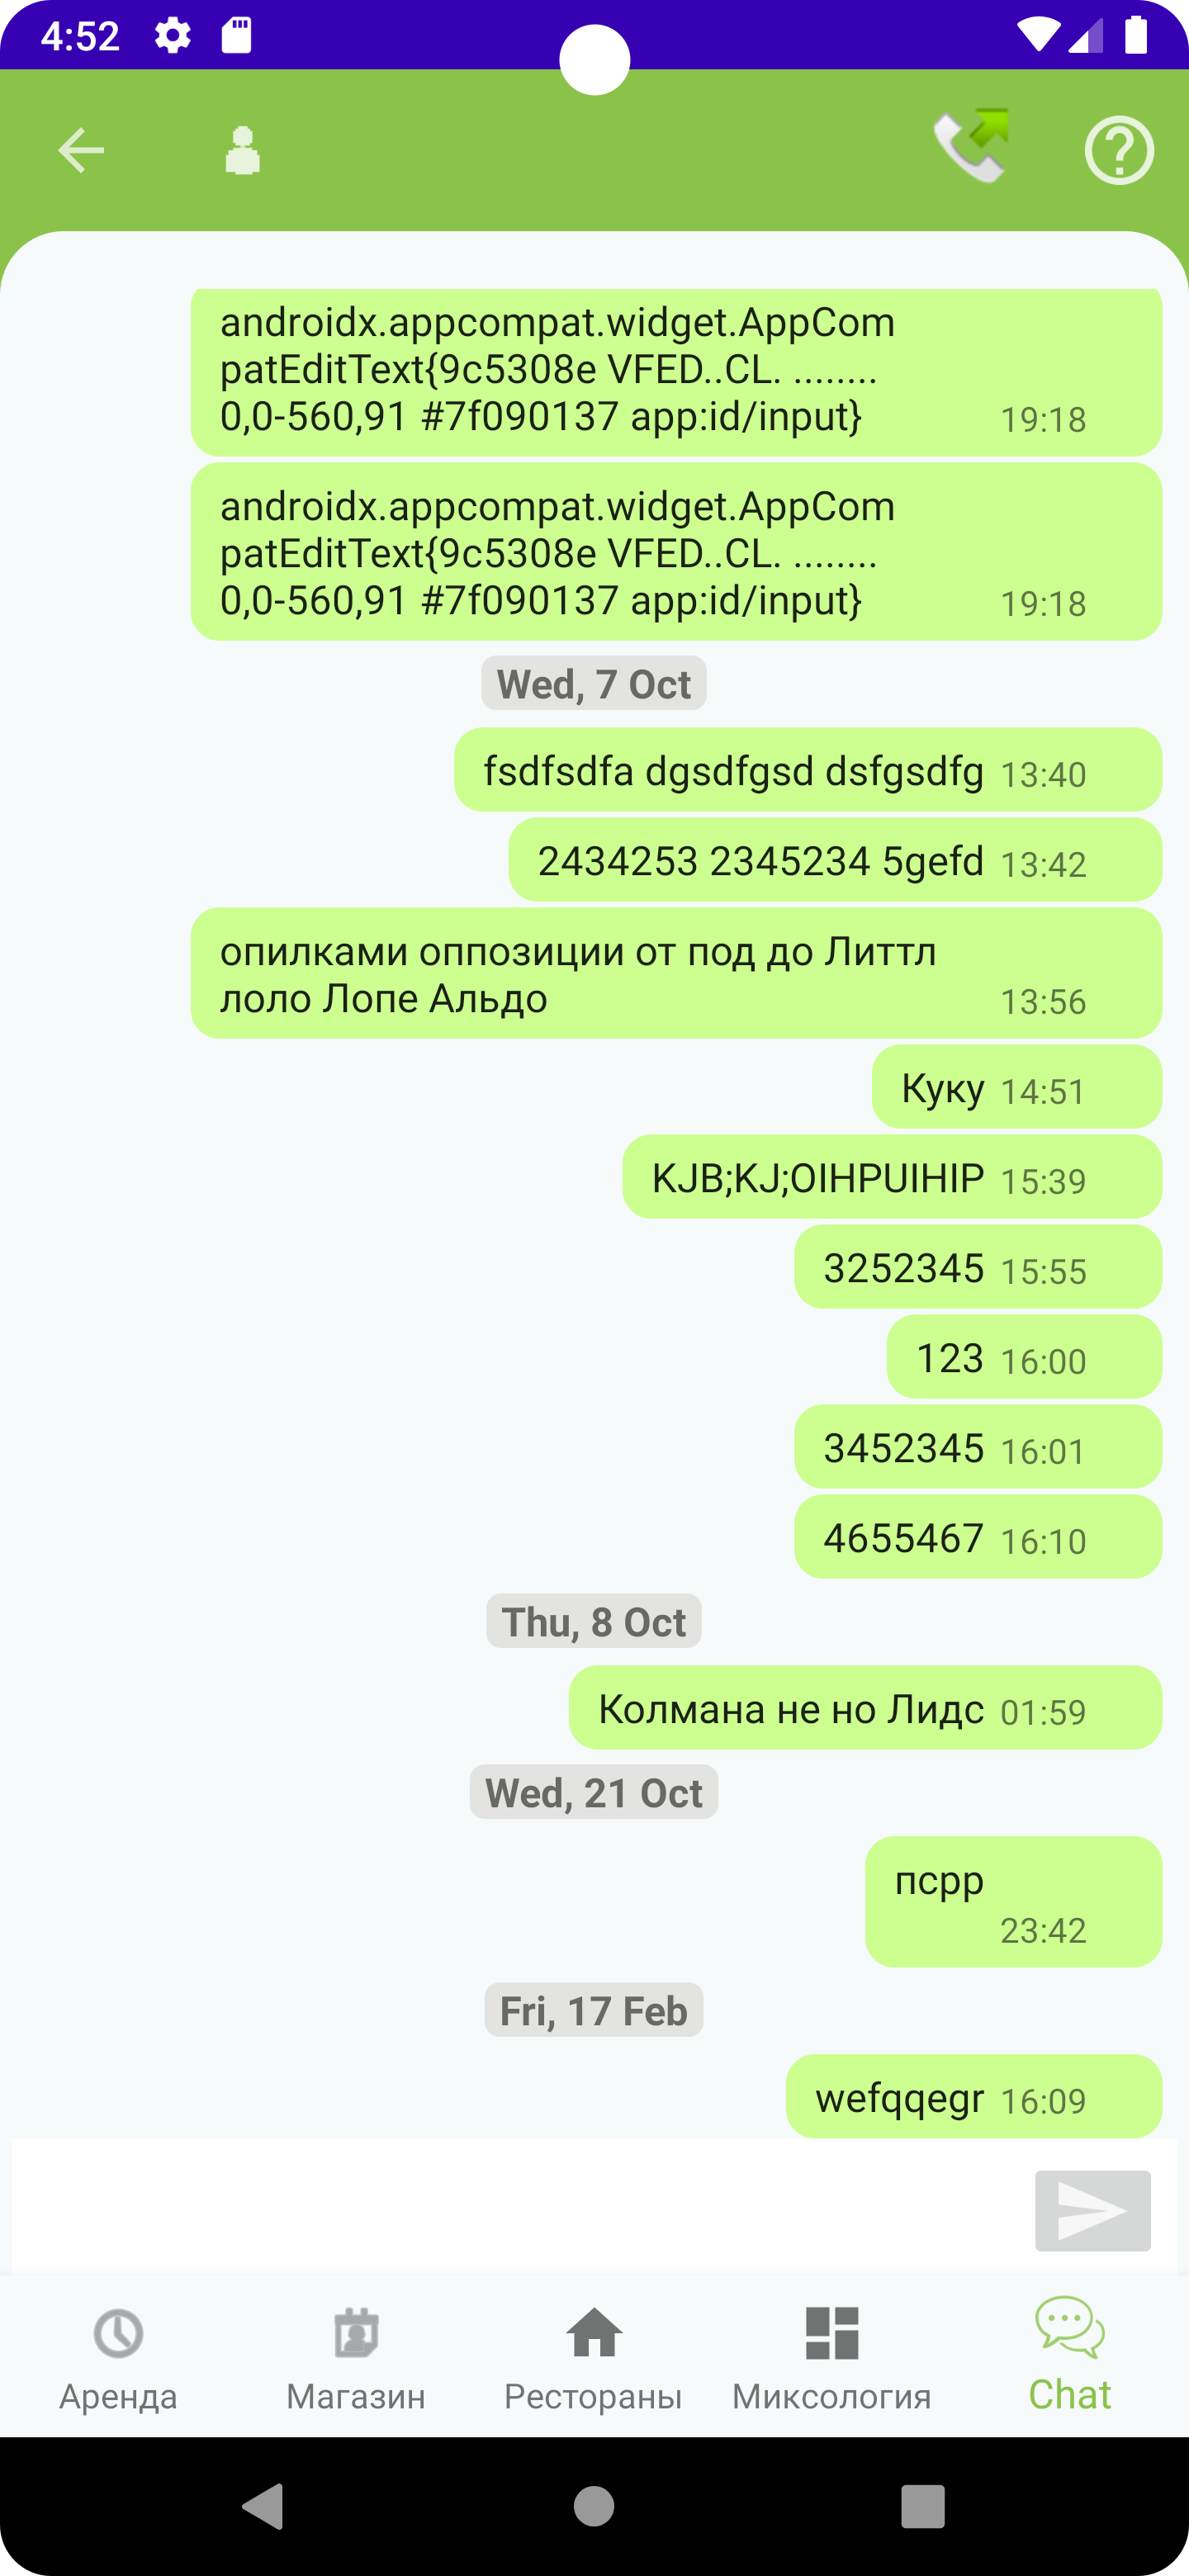 4:52
androidx.appcompat.widget.AppCom
patEditText{9c5308e VFED..CL. ........
0,0-560,91 #7f090137 app:id/input} 19:18
androidx.appcompat.widget.AppCom
patEditText{9c5308e VFED..CL. ........
0,0-560,91 #7f090137 app:id/input} 19:18
Wed, 7 Oct
fsdfsdfa dgsdfgsd dsfgsdfg 13:40
2434253 2345234 5gefd 13:42
опилками оппозиции от под до Литтл
лоло Лопе Альдо 13:56
Куку 14:51
KJB;KJ;OIHPUIHIP 15:39
3252345 15:55
123 16:00
3452345 16:01
4655467 16:10
Thu, 8 Oct
Колмана не но Лидс 01:59
Wed, 21 Oct
псрр
23:42
Fri, 17 Feb
wefqqegr 16:09
Аренда Магазин Рестораны Миксология Chat